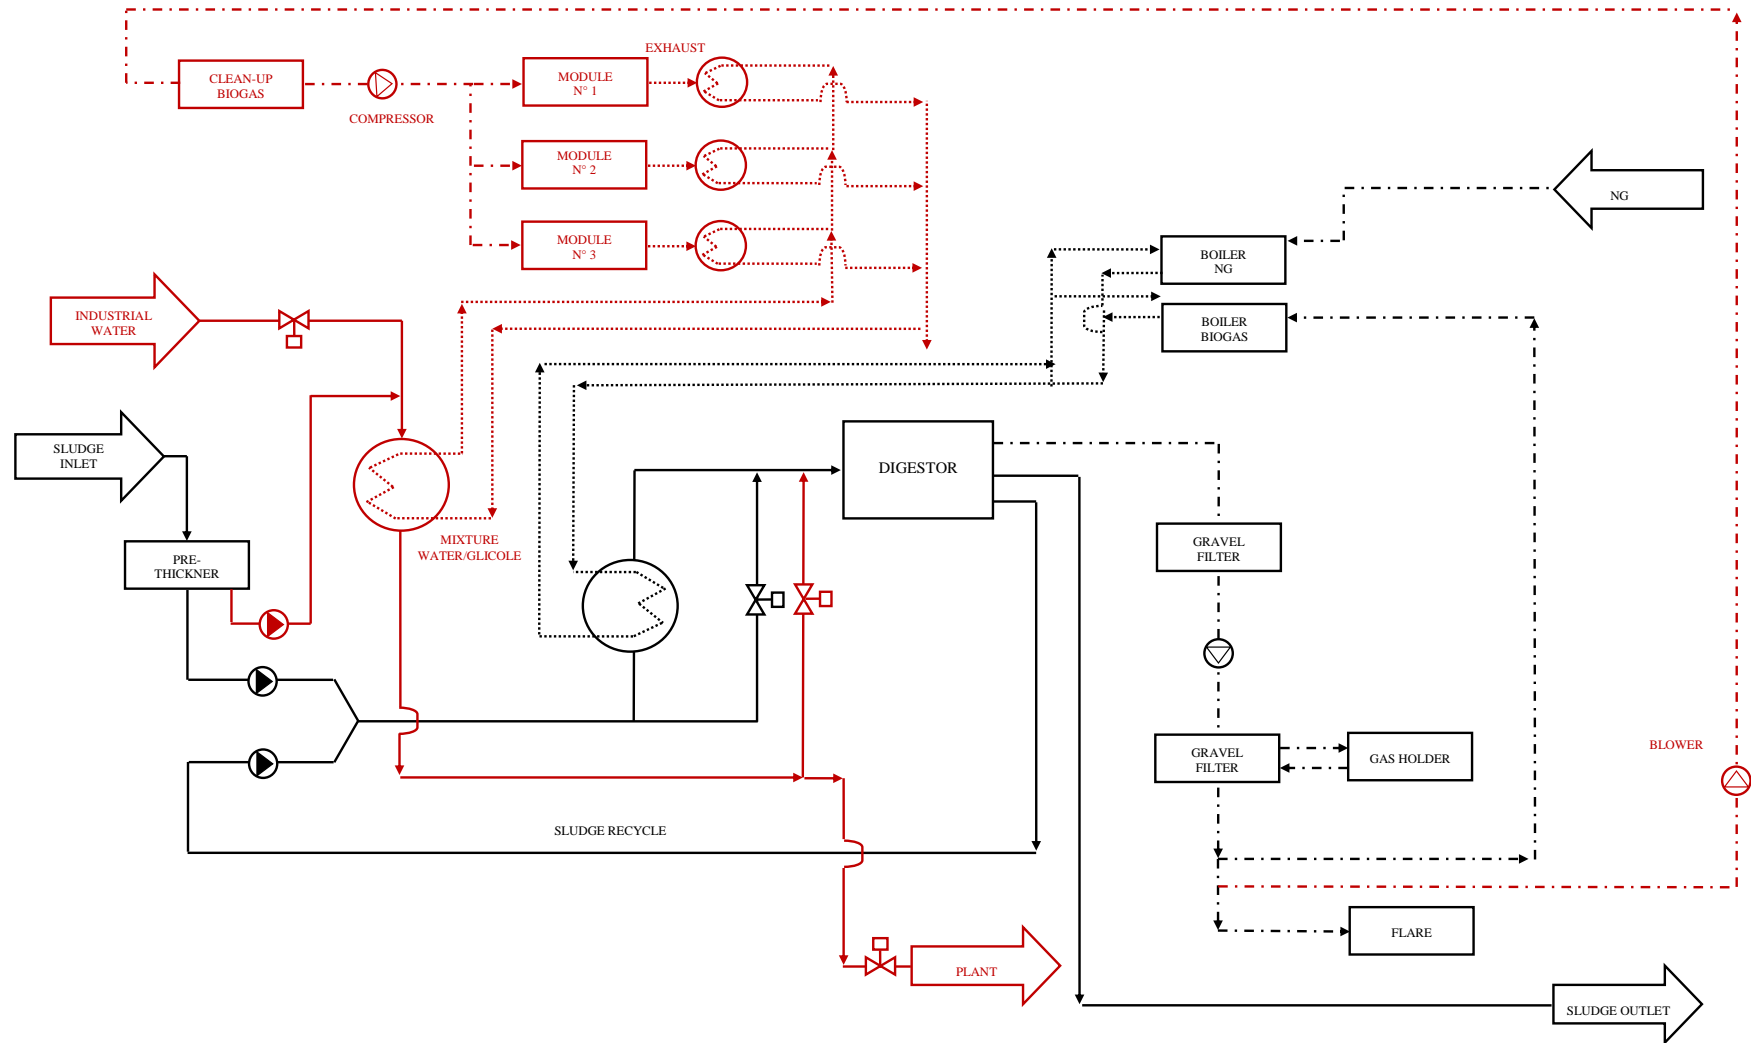 EXHAUST
CLEAN-UP
BIOGAS
COMPRESSOR
MODULE
N° 1
MODULE
N° 2
MODULE
N° 3
NG
BOILER
NG
BOILER
BIOGAS
INDUSTRIAL
WATER
SLUDGE
INLET
MIXTURE
WATER/GLICOLE
DIGESTOR
PRE-
THICKNER
GRAVEL
FILTER
GRAVEL
FILTER
GAS HOLDER
BLOWER
SLUDGE RECYCLE
FLARE
PLANT
SLUDGE OUTLET